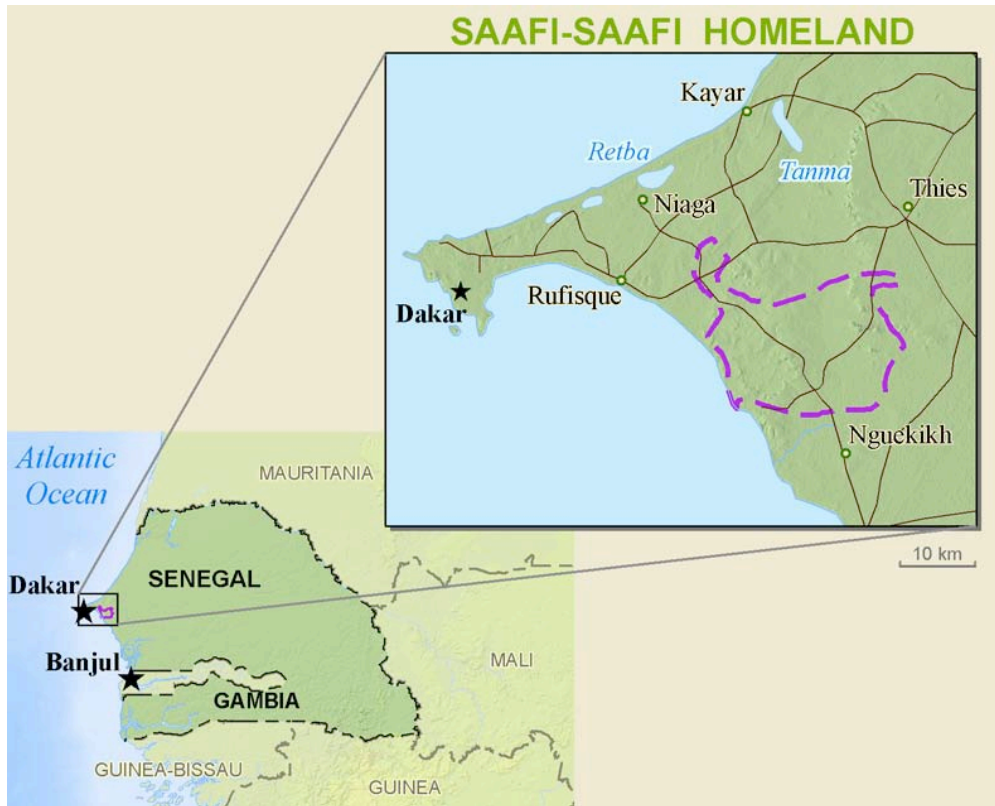 SAAFI-SAAFI HOMELAND
Kayar
Retba
Tanma
Thies
Niaga
Rufisque
Dakar
Nguekikh
10 km
Atlantic
Ocean
MAURITANIA
SENEGAL
Dakar
Banjul
MALI
GAMBIA
GUINEA-BISSAU
GUINEA